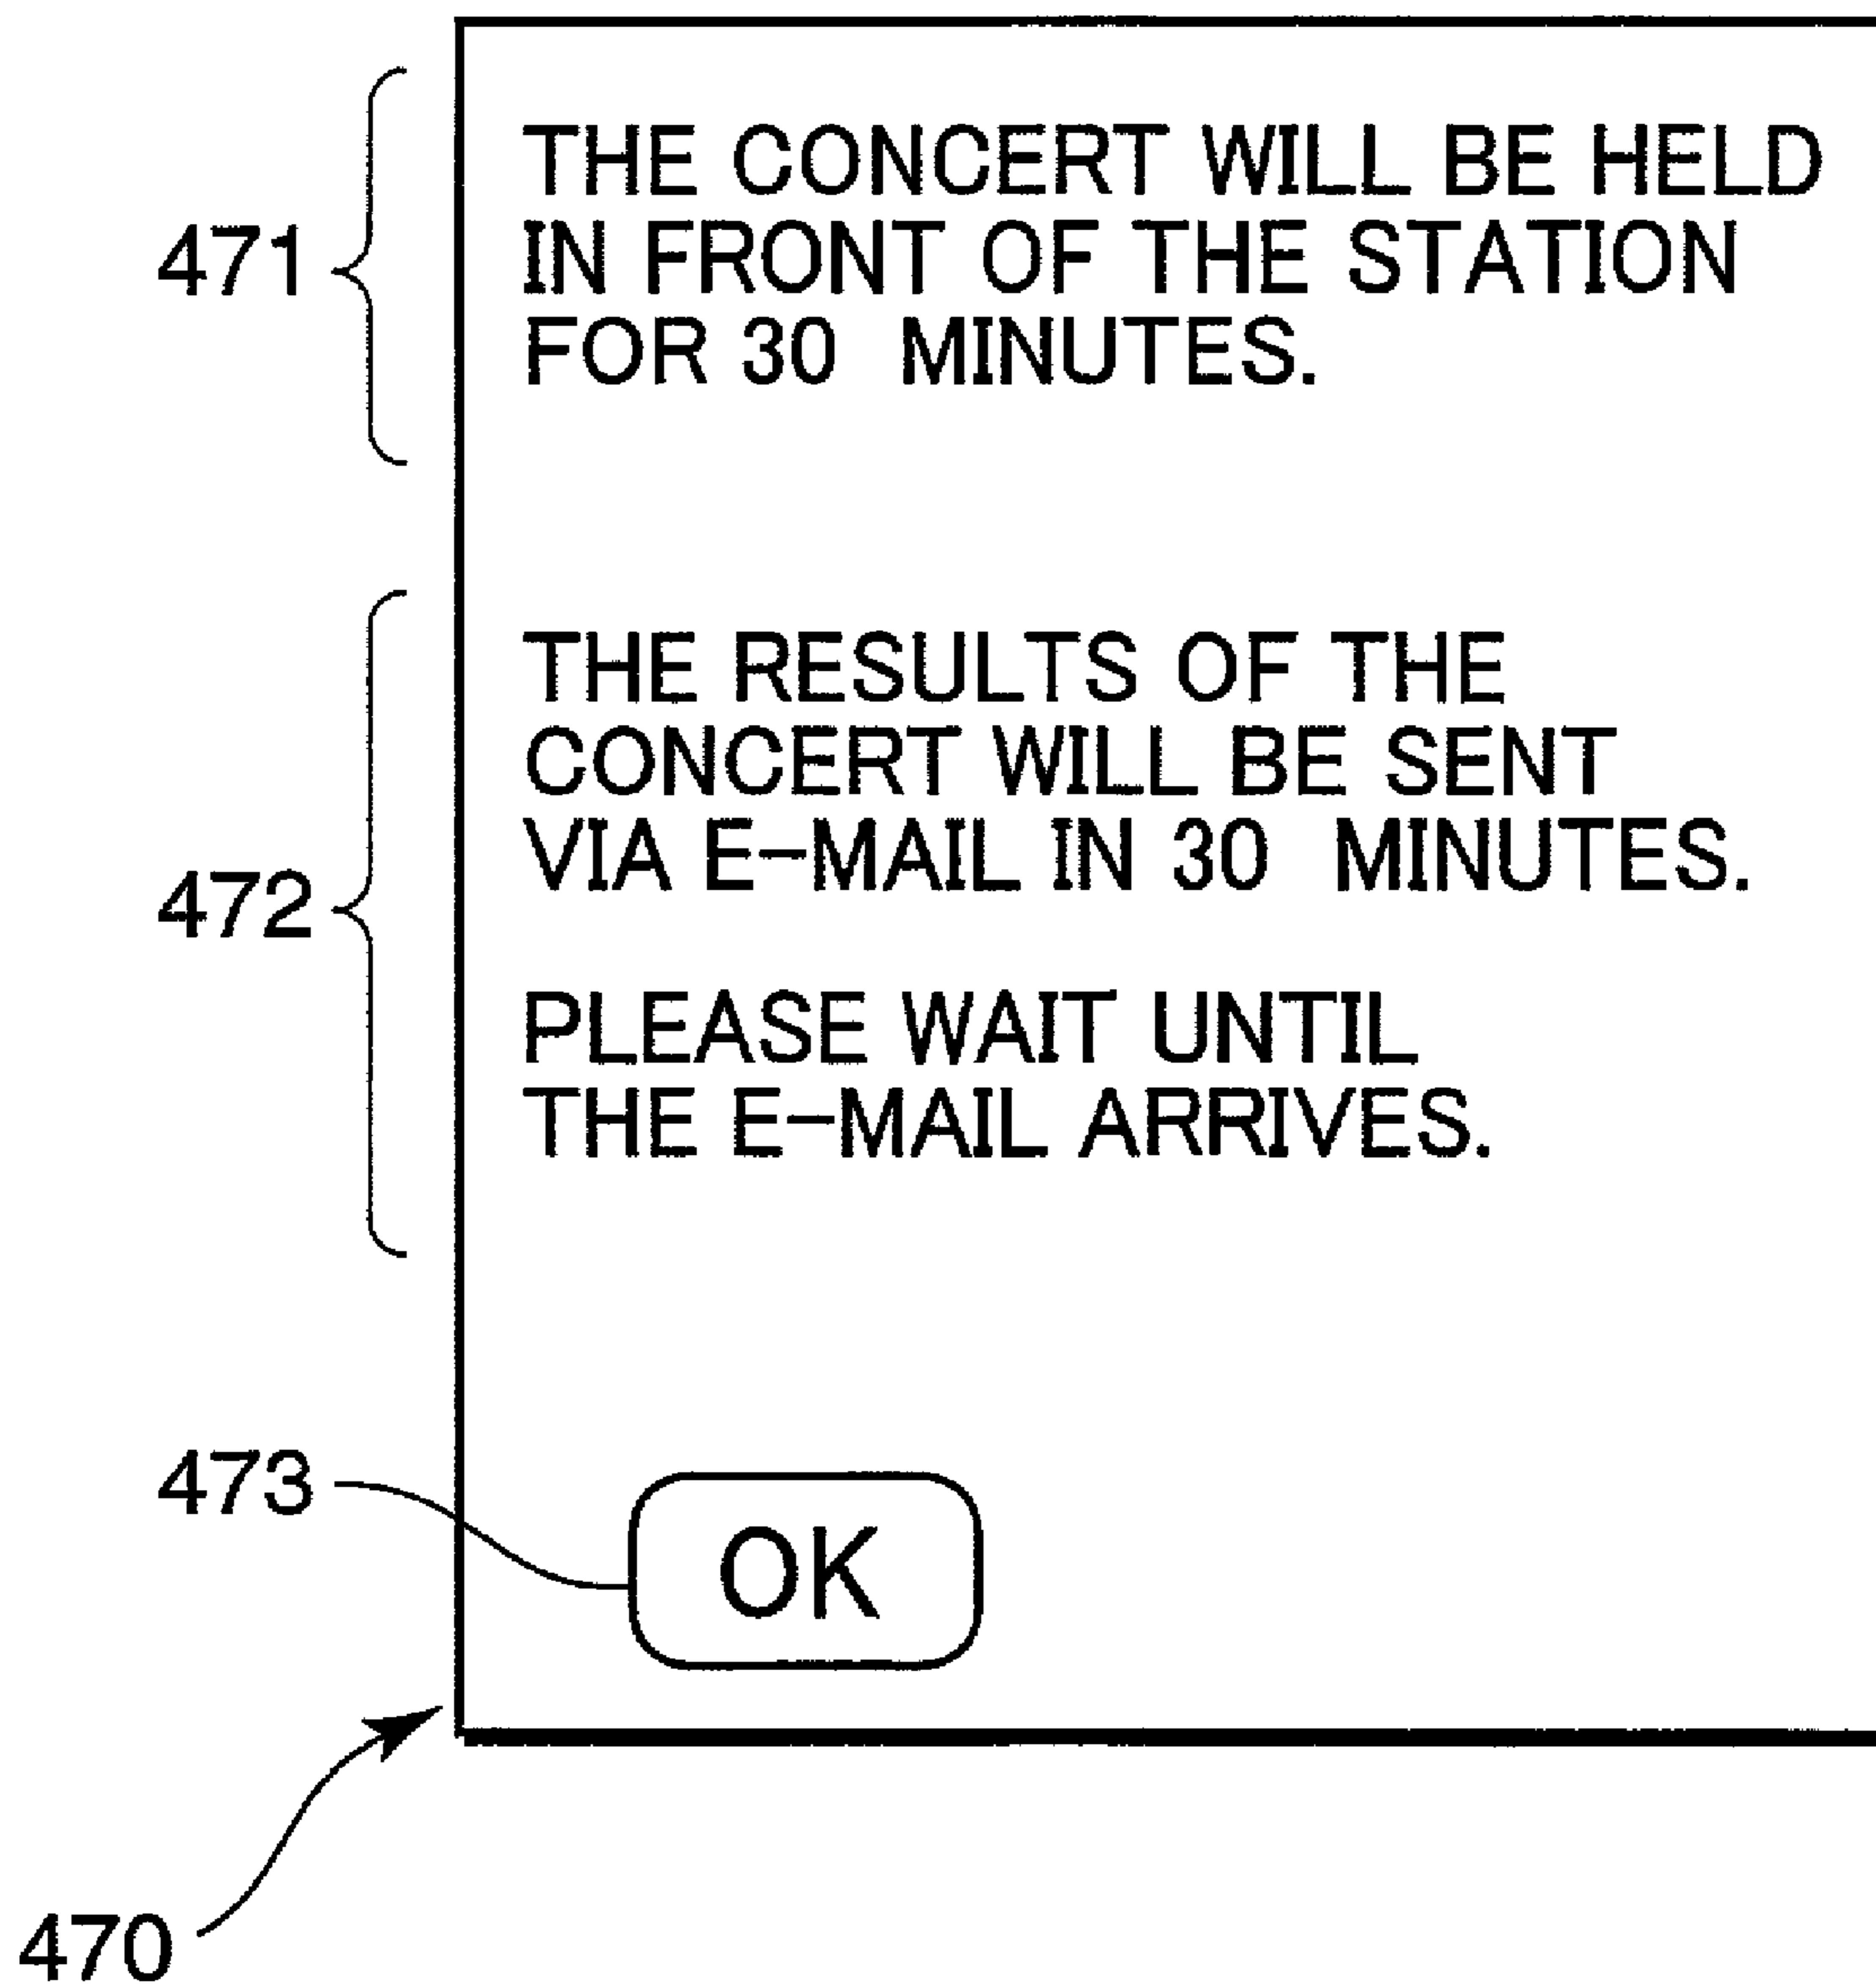 THE CONCERT WILL BE HELD
IN FRONT OF THE STATION
FOR 30 MINUTES.
471
THE RESULTS OF THE
CONCERT WILL BE SENT
VIA E-MAIL IN 30 MINUTES.
472
PLEASE WAIT UNTIL
THE E-MAIL ARRIVES.
473
OK
470